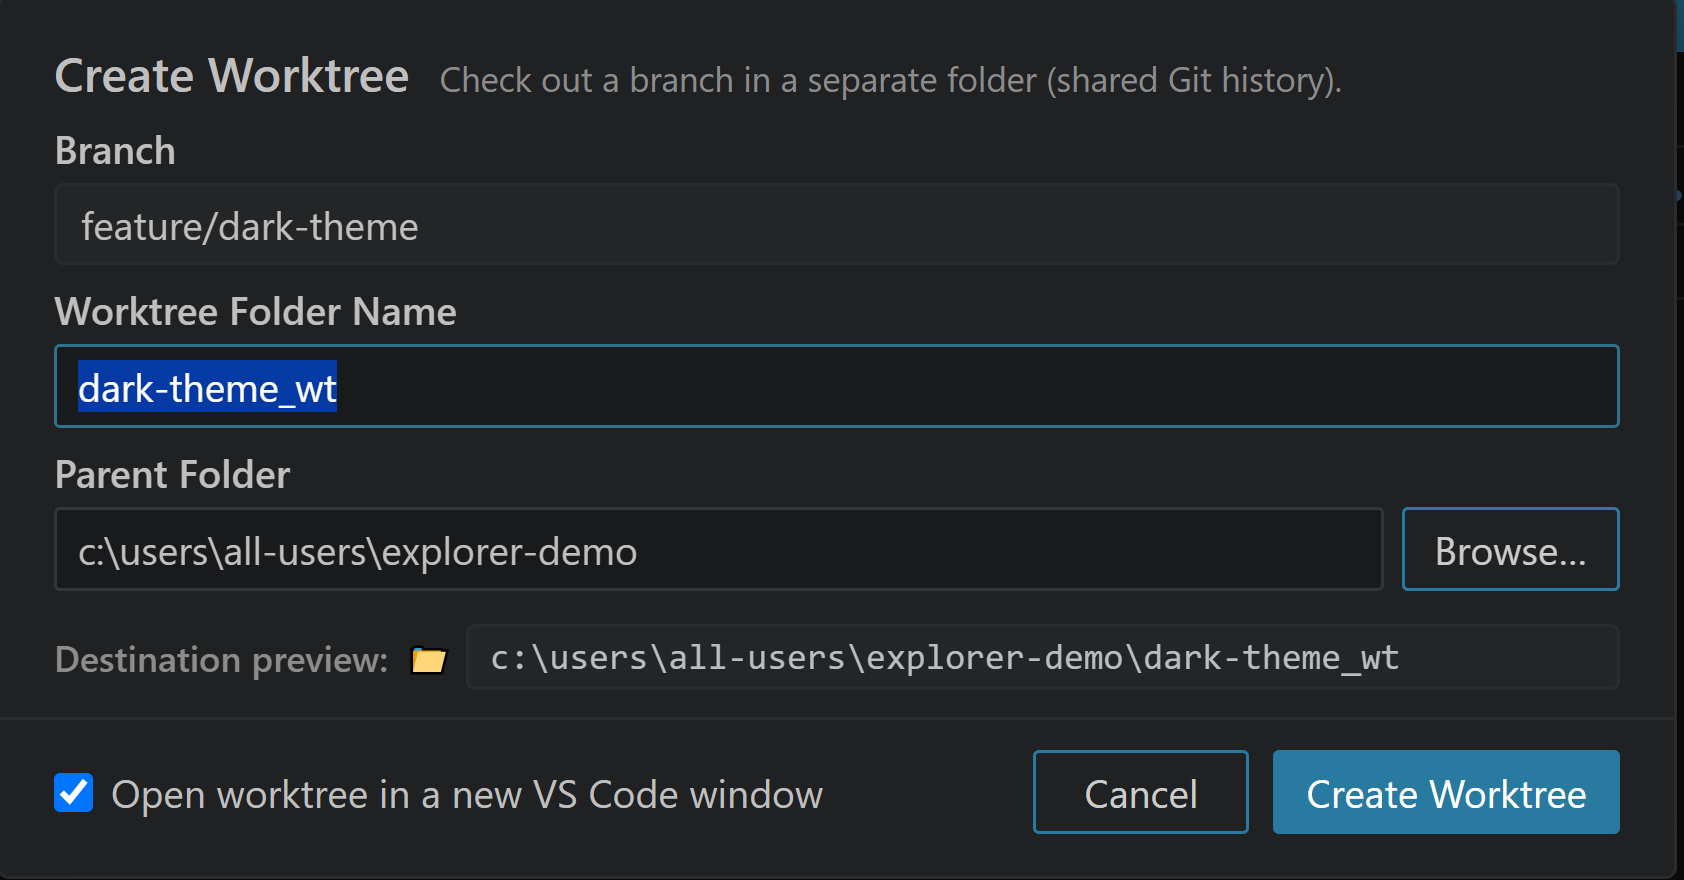 Create Worktree Check out a branch in a separate folder (shared Git history).
Branch
feature/dark-theme
Worktree Folder Name
dark-theme_wt
Parent Folder
c:\users\all-users\explorer-demo Browse...
Destination preview: c:\users\all-users\explorer-demo\dark-theme_wt
Open worktree in a new VS Code window Cancel Create Worktree